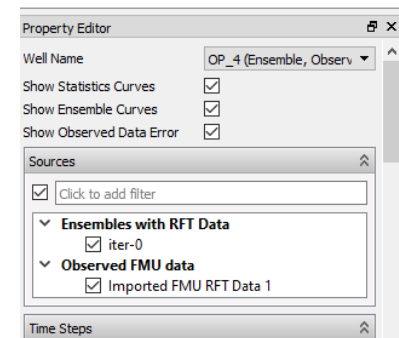 Property Editor
Well Name OP_4 (Ensemble, Observ
Show Statistics Curves
Show Ensemble Curves
Show Observed Data Error
Sources
Click to add filter
Ensembles with RFT Data
iter-0
Observed FMU data
Imported FMU RFT Data 1
Time Steps